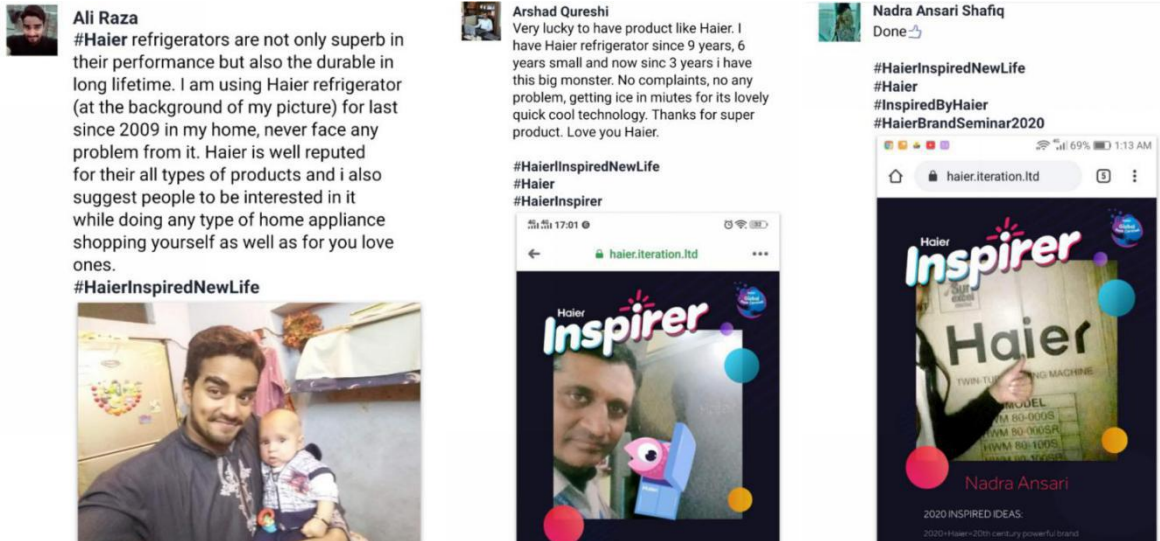 Ali Raza
#Haier refrigerators are not only superb in
their performance but also the durable in
long lifetime. I am using Haier refrigerator
(at the background of my picture) for last
since 2009 in my home, never face any
problem from it. Haier is well reputed
for their all types of products and i also
suggest people to be interested in it
while doing any type of home appliance
shopping yourself as well as for you love
ones.
#HaierInspiredNewLife
Arshad Qureshi
Very lucky to have product like Haier. I
have Haier refrigerator since 9 years, 6
years small and now sinc 3 years i have
this big monster. No complaints, no any
problem, getting ice in miutes for its lovely
quick cool technology. Thanks for super
product. Love you Haier.
#HaierIInspiredNewLife
#Haier
#HaierInspirer
17:01
haier.iteration.ltd
Haier
Inspirer
Haier
Nadra Ansari Shafiq
Done
#HaierInspiredNewLife
#Haier
#InspiredByHaier
#HaierBrandSeminar2020
69% 1:13 AM
haier.iteration.ltd
5
Haier
Inspirer
Haier
MODEL
HWM 80-000S
HWM 80-000SR
HWM 80-100S
HWM 80-100SR
Nadra Ansari
2020 INSPIRED IDEAS:
2020+Haier=20th century powerful brand